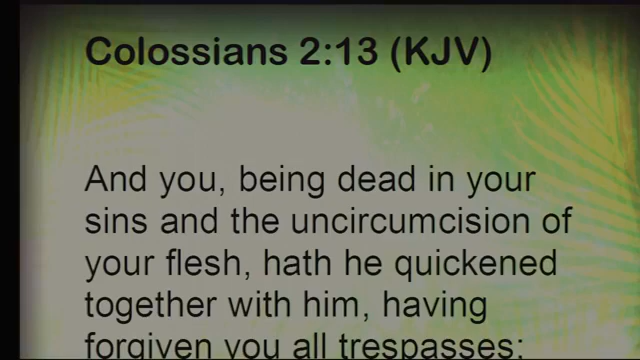 Colossians 2:13 (KJV)
And you, being dead in your
sins and the uncircumcision of
your flesh, hath he quickened
together with him, having
forgiven you all trespasses;